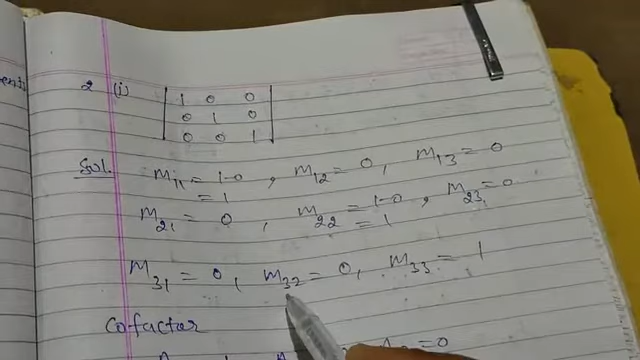 2 (i) | 1 0 0 |
| 0 1 0 |
| 0 0 1 |
Sol. M₁₁ = 1-0 , M₁₂ = 0 , M₁₃ = 0
= 1
M₂₁ = 0 , M₂₂ = 1-0 , M₂₃ = 0
= 1
M₃₁ = 0 , M₃₂ = 0 , M₃₃ = 1
Cofactor
= 0